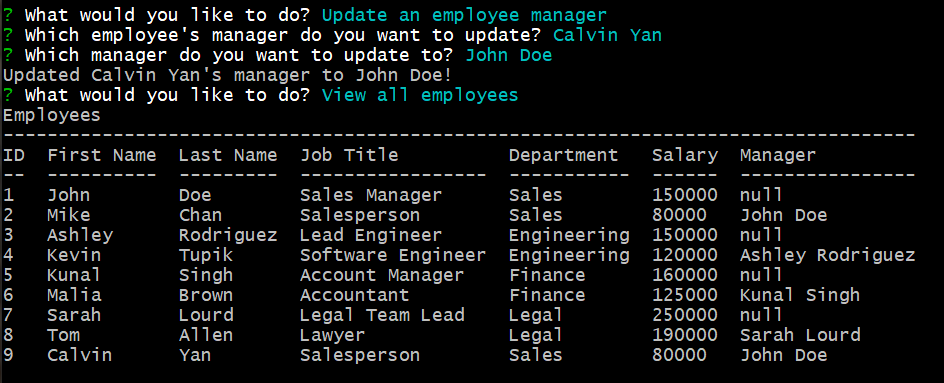 ? What would you like to do? Update an employee manager
? Which employee's manager do you want to update? Calvin Yan
? Which manager do you want to update to? John Doe
Updated Calvin Yan's manager to John Doe!
? What would you like to do? View all employees
Employees
-----------------------------------------------------------------------------------
ID  First Name  Last Name  Job Title          Department   Salary  Manager
--  ----------  ---------  -----------------  -----------  ------  ----------------
1   John        Doe        Sales Manager      Sales        150000  null
2   Mike        Chan       Salesperson        Sales        80000   John Doe
3   Ashley      Rodriguez  Lead Engineer      Engineering  150000  null
4   Kevin       Tupik      Software Engineer  Engineering  120000  Ashley Rodriguez
5   Kunal       Singh      Account Manager    Finance      160000  null
6   Malia       Brown      Accountant         Finance      125000  Kunal Singh
7   Sarah       Lourd      Legal Team Lead    Legal        250000  null
8   Tom         Allen      Lawyer             Legal        190000  Sarah Lourd
9   Calvin      Yan        Salesperson        Sales        80000   John Doe